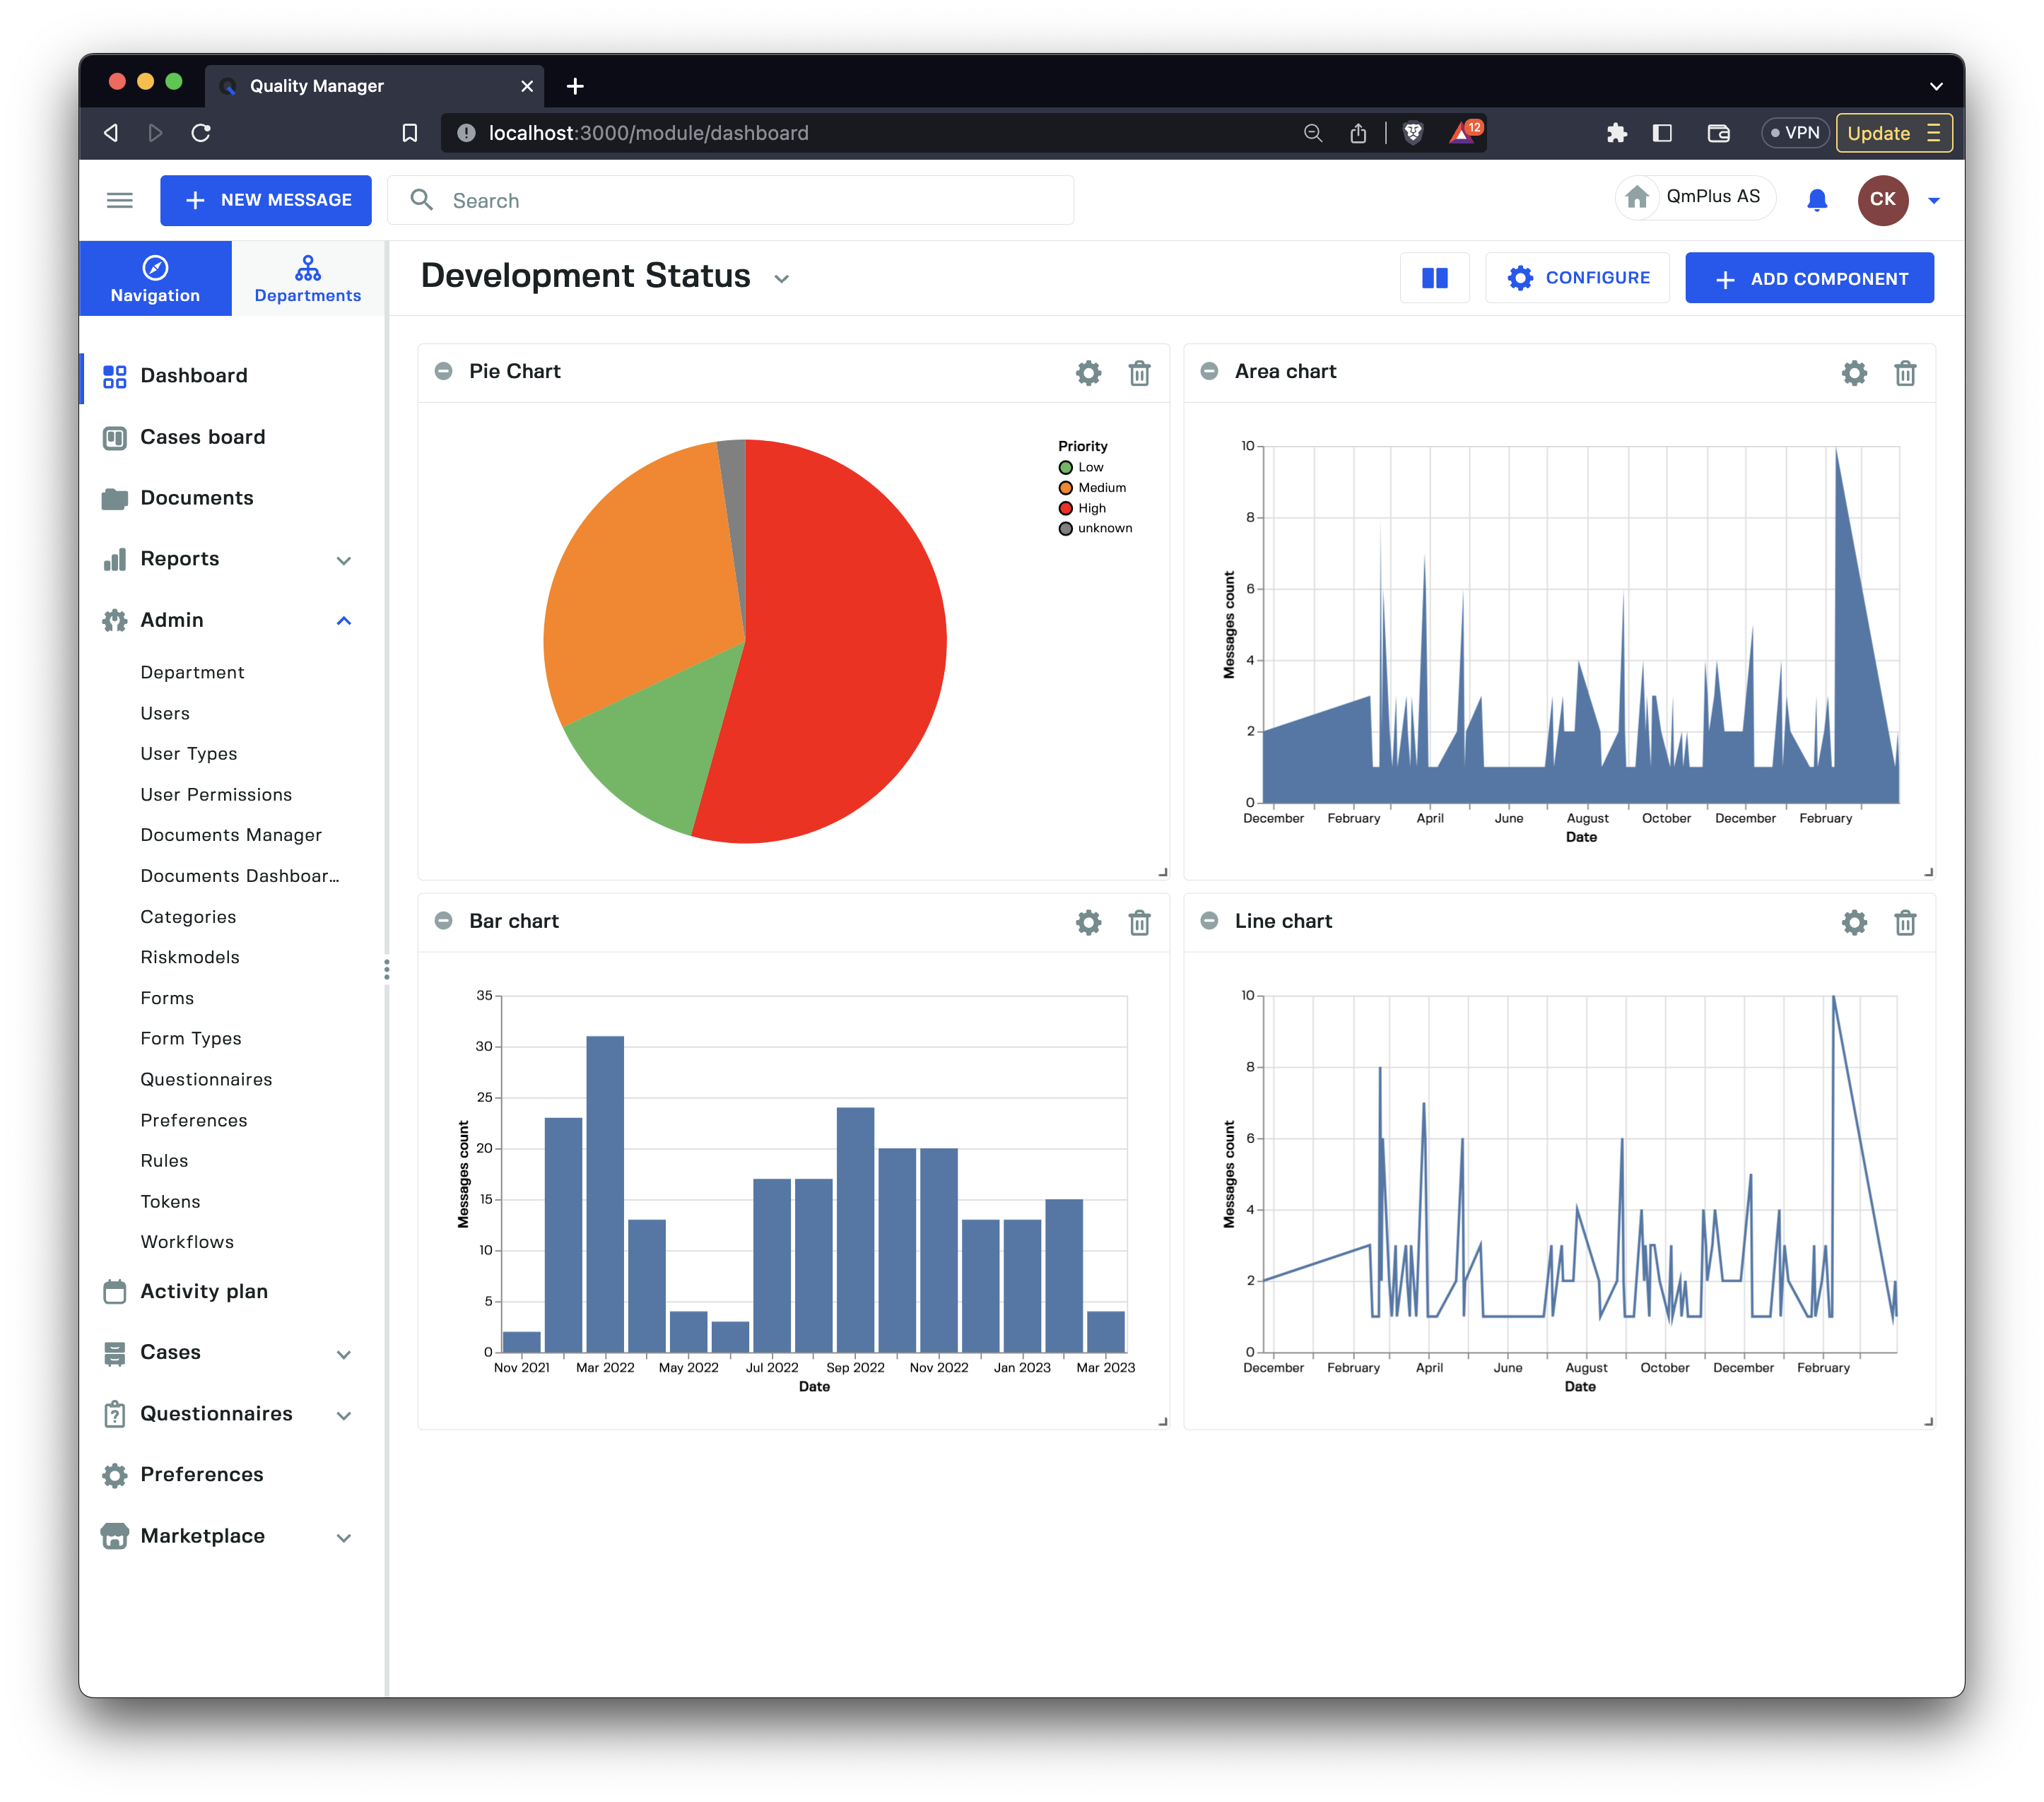 Quality Manager
localhost:3000/module/dashboard
12
VPN
Update
NEW MESSAGE
Search
QmPlus AS
CK
Navigation
Departments
Development Status
CONFIGURE
ADD COMPONENT
Dashboard
Cases board
Documents
Reports
Admin
Department
Users
User Types
User Permissions
Documents Manager
Documents Dashboar...
Categories
Riskmodels
Forms
Form Types
Questionnaires
Preferences
Rules
Tokens
Workflows
Activity plan
Cases
Questionnaires
Preferences
Marketplace
Pie Chart
Priority
Low
Medium
High
unknown
Area chart
Messages count
10
8
6
4
2
0
December February April June August October December February
Date
Bar chart
Messages count
35
30
25
20
15
10
5
0
Nov 2021 Mar 2022 May 2022 Jul 2022 Sep 2022 Nov 2022 Jan 2023 Mar 2023
Date
Line chart
Messages count
10
8
6
4
2
0
December February April June August October December February
Date